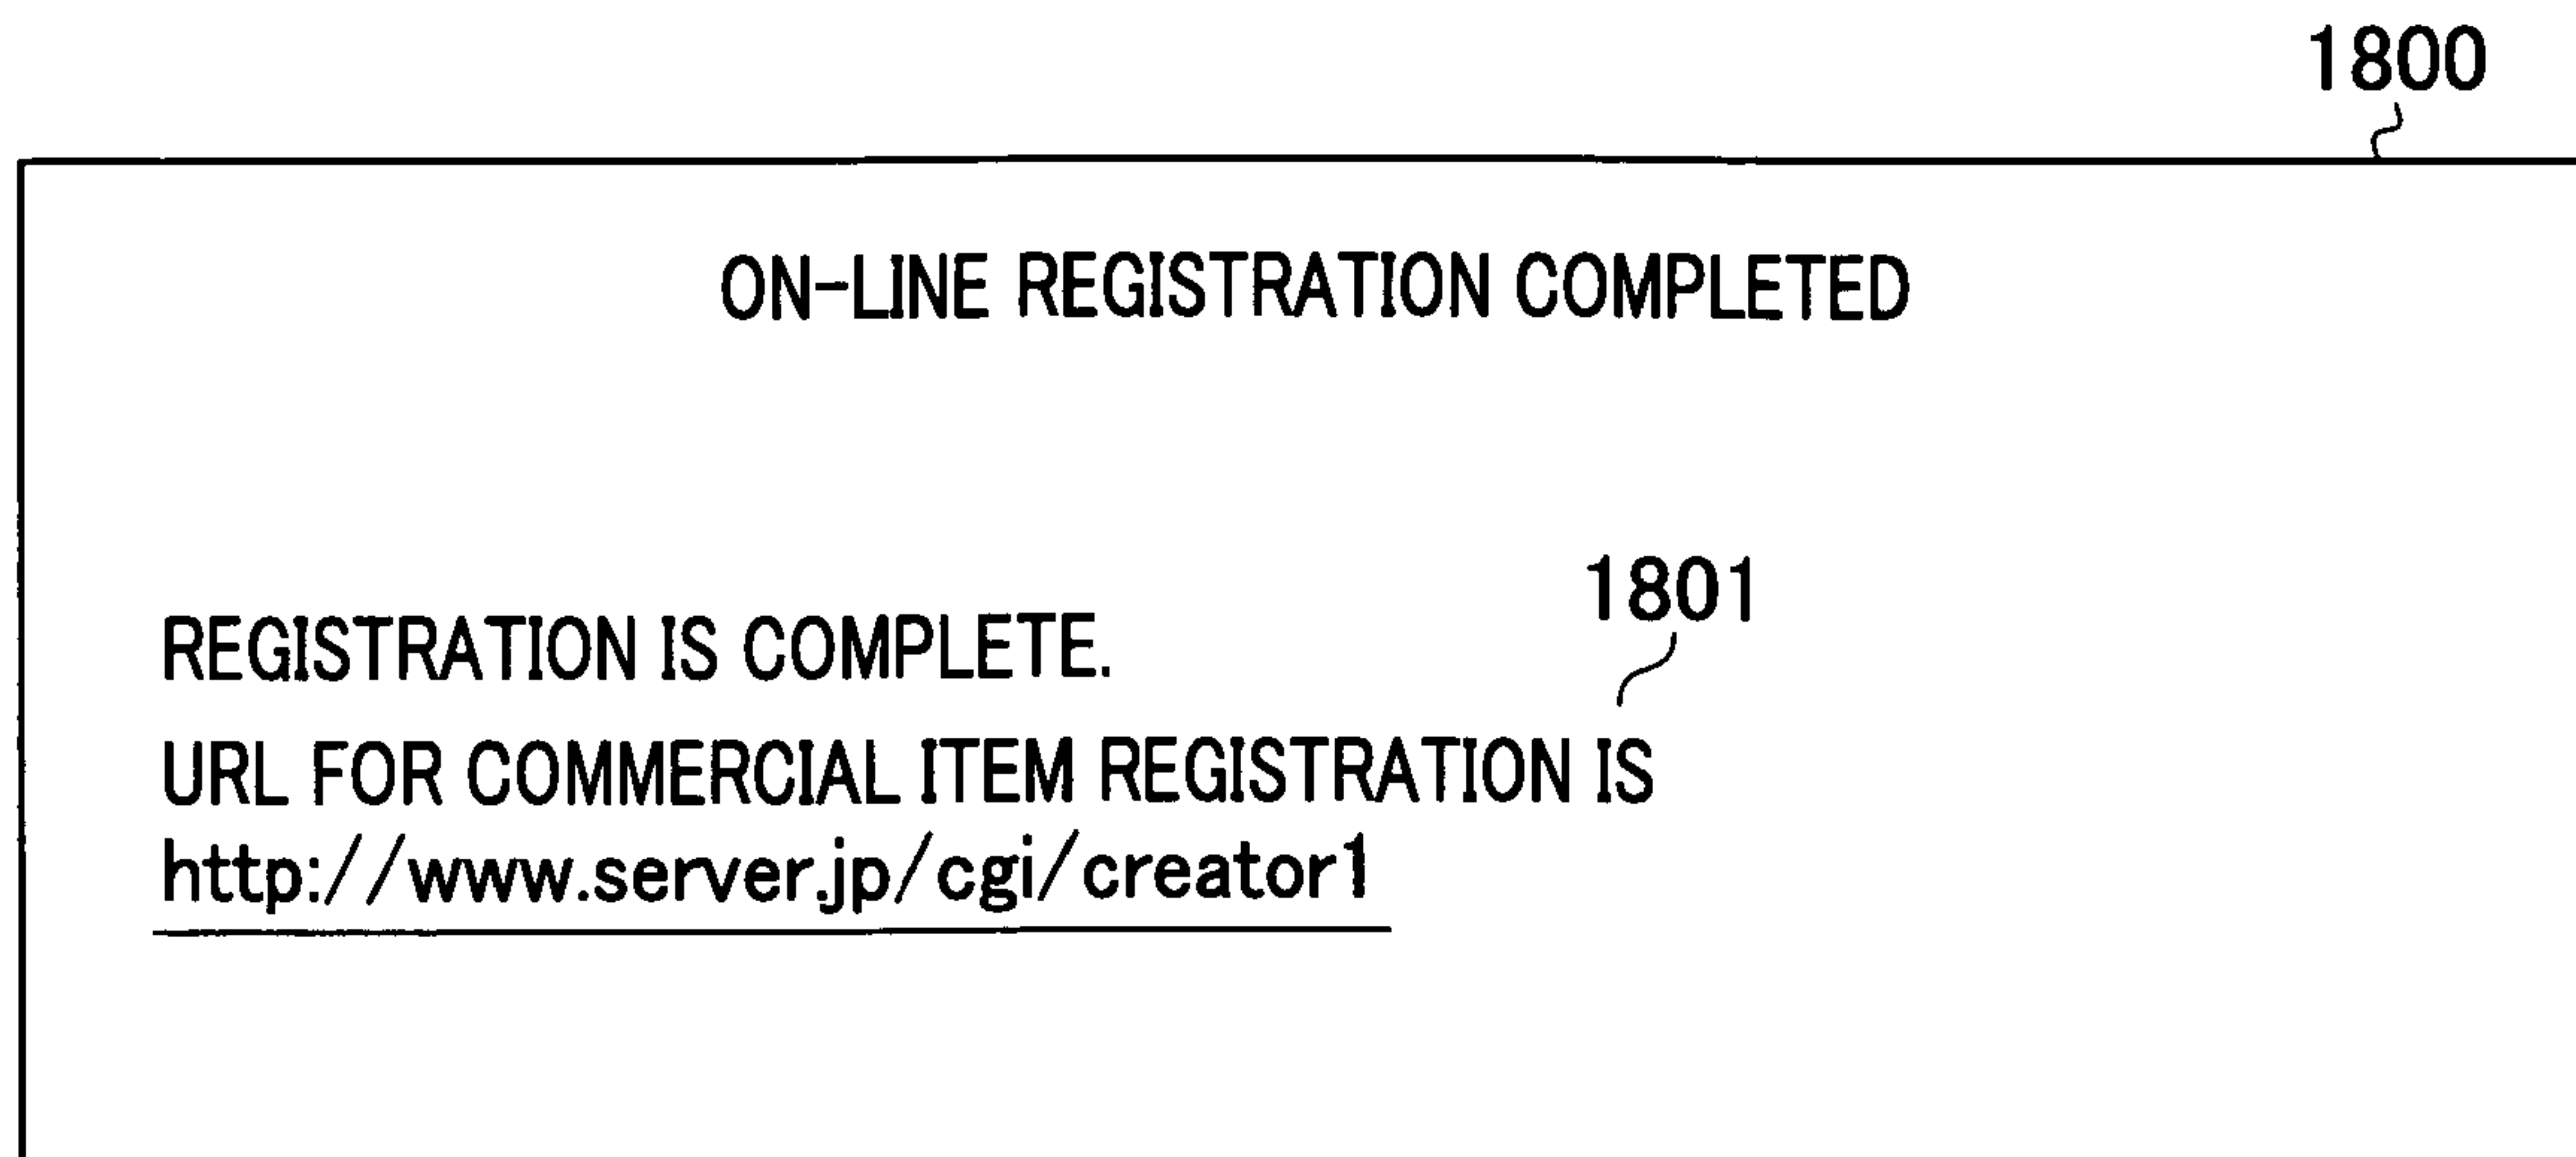 1800
ON-LINE REGISTRATION COMPLETED
1801
REGISTRATION IS COMPLETE.
URL FOR COMMERCIAL ITEM REGISTRATION IS
http://www.server.jp/cgi/creator1